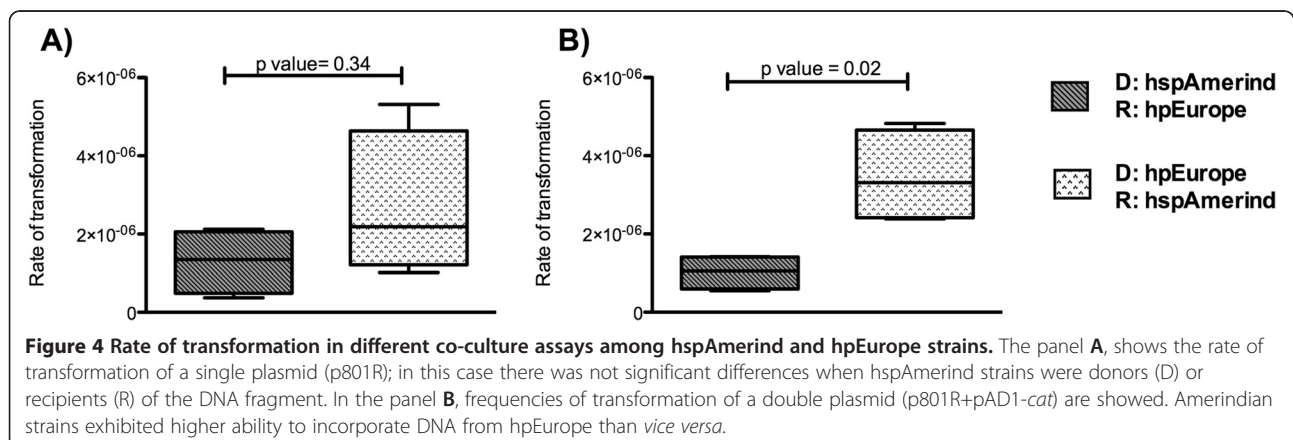 A)
p value= 0.34
6×10-06
4×10-06
2×10-06
0
Rate of transformation
B)
p value = 0.02
6×10-06
4×10-06
2×10-06
0
Rate of transformation
D: hspAmerind
R: hpEurope
D: hpEurope
R: hspAmerind
Figure 4 Rate of transformation in different co-culture assays among hspAmerind and hpEurope strains. The panel A, shows the rate of
transformation of a single plasmid (p801R); in this case there was not significant differences when hspAmerind strains were donors (D) or
recipients (R) of the DNA fragment. In the panel B, frequencies of transformation of a double plasmid (p801R+pAD1-cat) are showed. Amerindian
strains exhibited higher ability to incorporate DNA from hpEurope than vice versa.